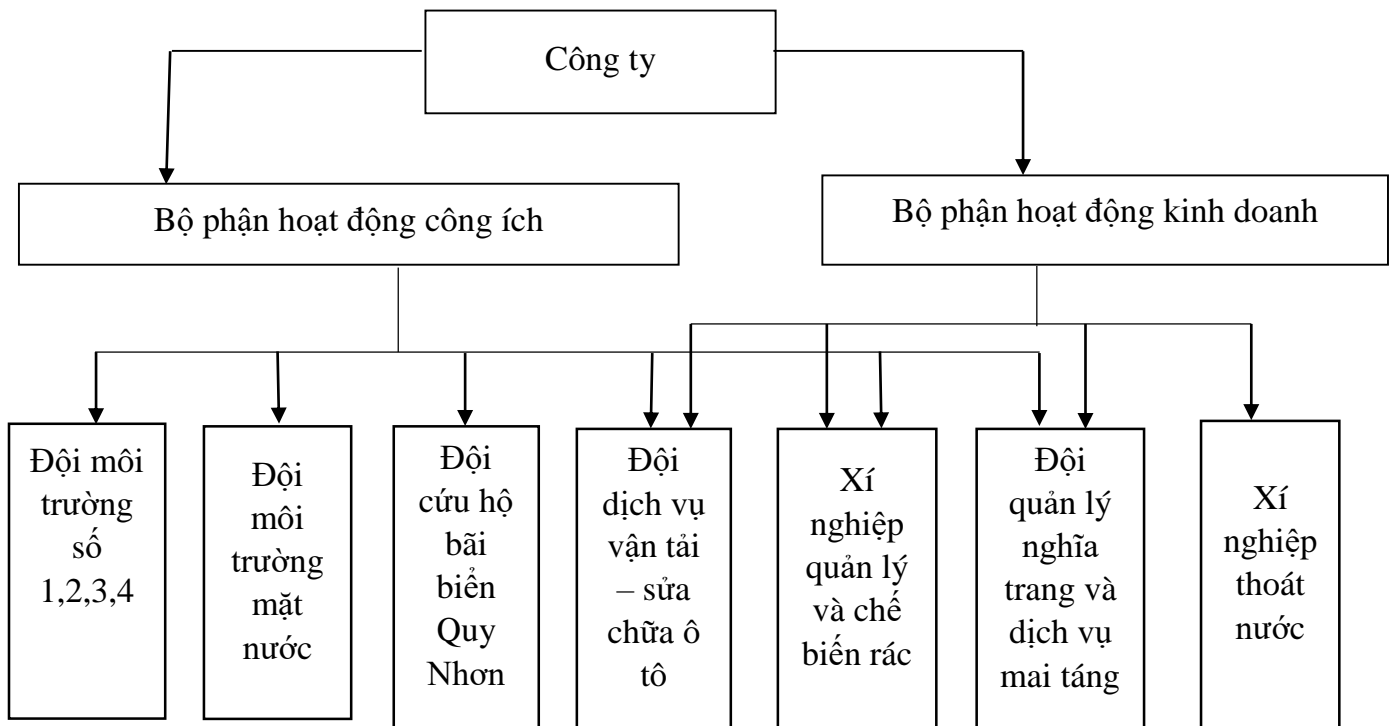 Công ty
Bộ phận hoạt động công ích
Bộ phận hoạt động kinh doanh
Đội môi
trường
số
1,2,3,4
Đội
môi
trường
mặt
nước
Đội
cứu hộ
bãi
biển
Quy
Nhơn
Đội
dịch vụ
vận tải
– sửa
chữa ô
tô
Xí
nghiệp
quản lý
và chế
biến rác
Đội
quản lý
nghĩa
trang và
dịch vụ
mai táng
Xí
nghiệp
thoát
nước